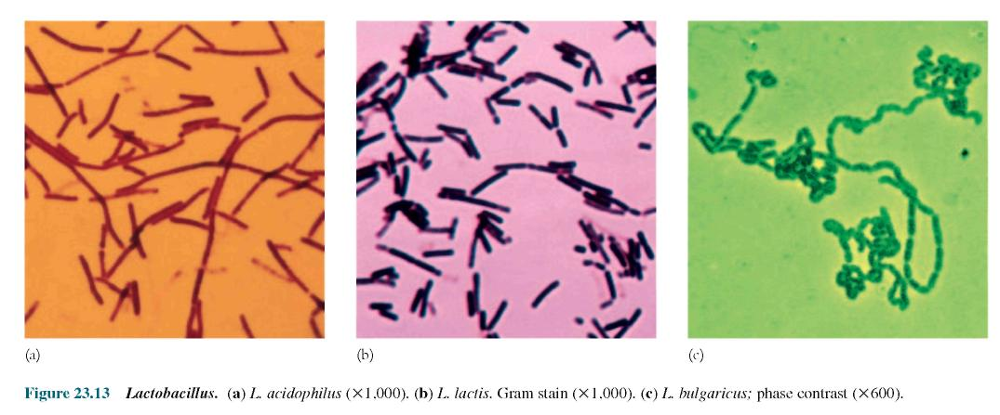 (a) (b) (c)
Figure 23.13 Lactobacillus. (a) L. acidophilus (×1,000). (b) L. lactis. Gram stain (×1,000). (c) L. bulgaricus; phase contrast (×600).